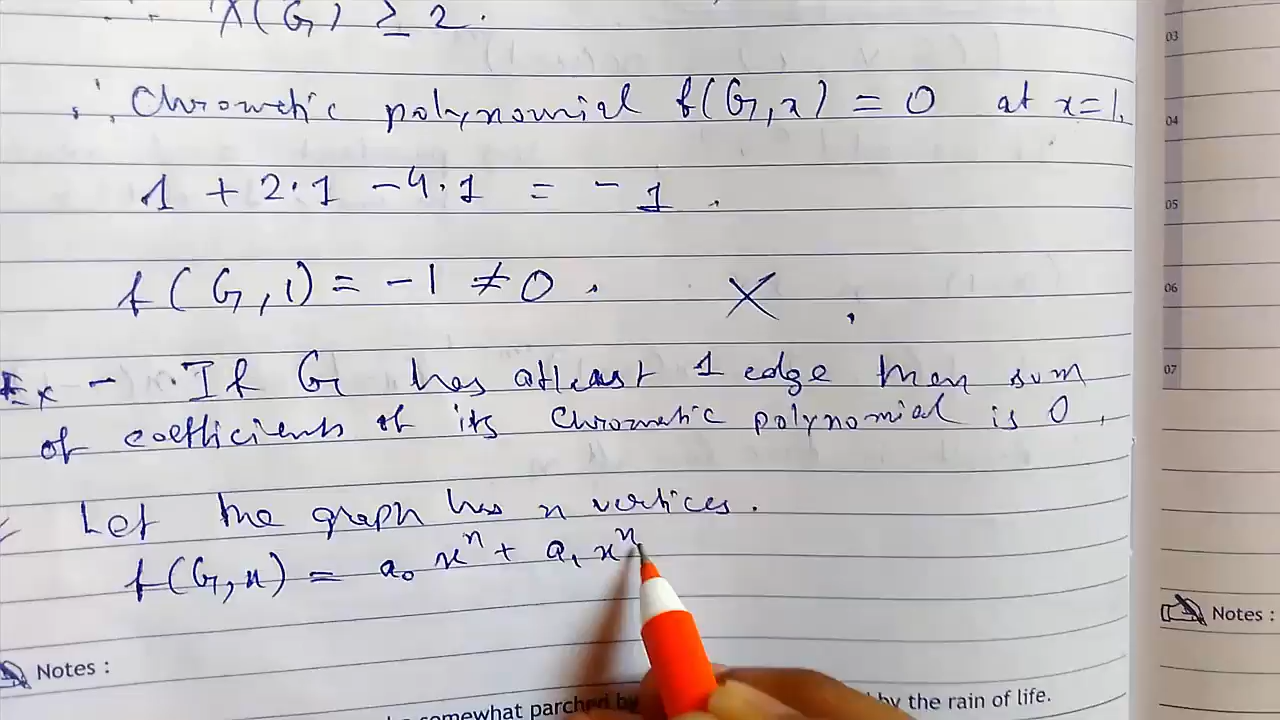 χ(G) ≥ 2.
∴ Chrometic polynomial f(G,x) = 0 at x=1.
1 + 2·1 - 4·1 = - 1 .
f(G,1) = -1 ≠ 0 . X .
Ex - If G has atleast 1 edge then sum
of coefficients of its Chrometic polynomial is 0.
Let the graph has n vertices.
f(G,x) = a₀ xⁿ + a₁ xⁿ
Notes :
somewhat parched by by the rain of life.
03
04
05
06
07
Notes :